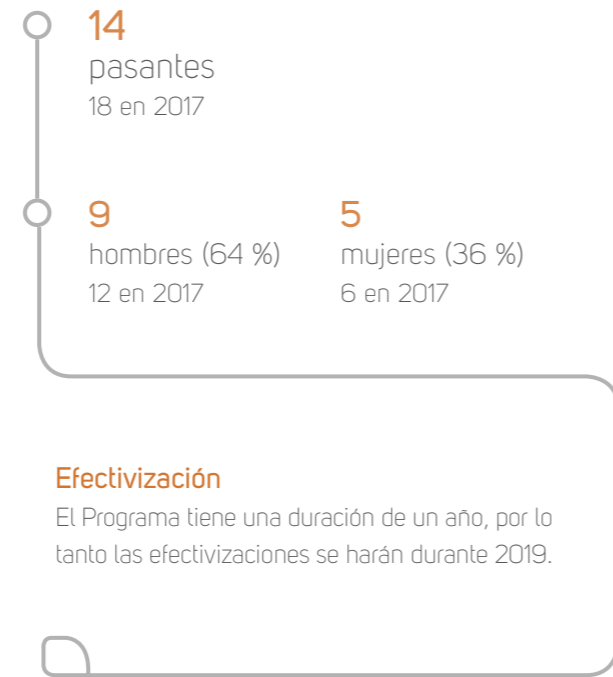 14
pasantes
18 en 2017
9
hombres (64 %)
12 en 2017
5
mujeres (36 %)
6 en 2017
Efectivización
El Programa tiene una duración de un año, por lo
tanto las efectivizaciones se harán durante 2019.